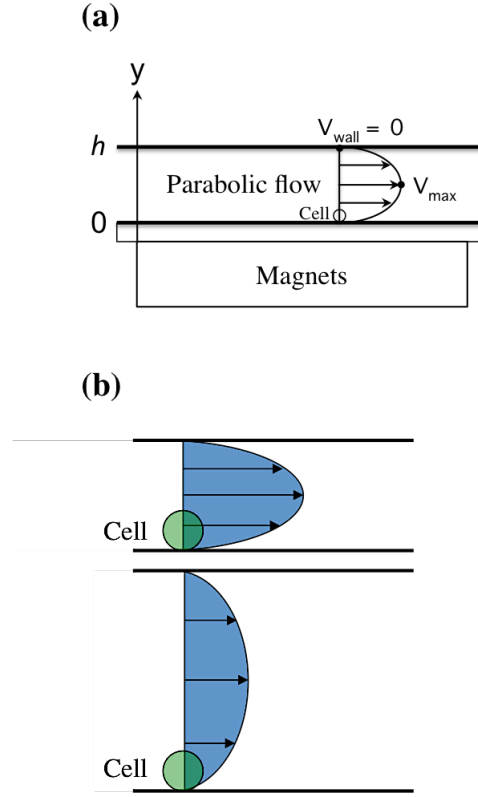 (a)
y
h
V_wall = 0
Parabolic flow
V_max
Cell
0
Magnets
(b)
Cell
Cell